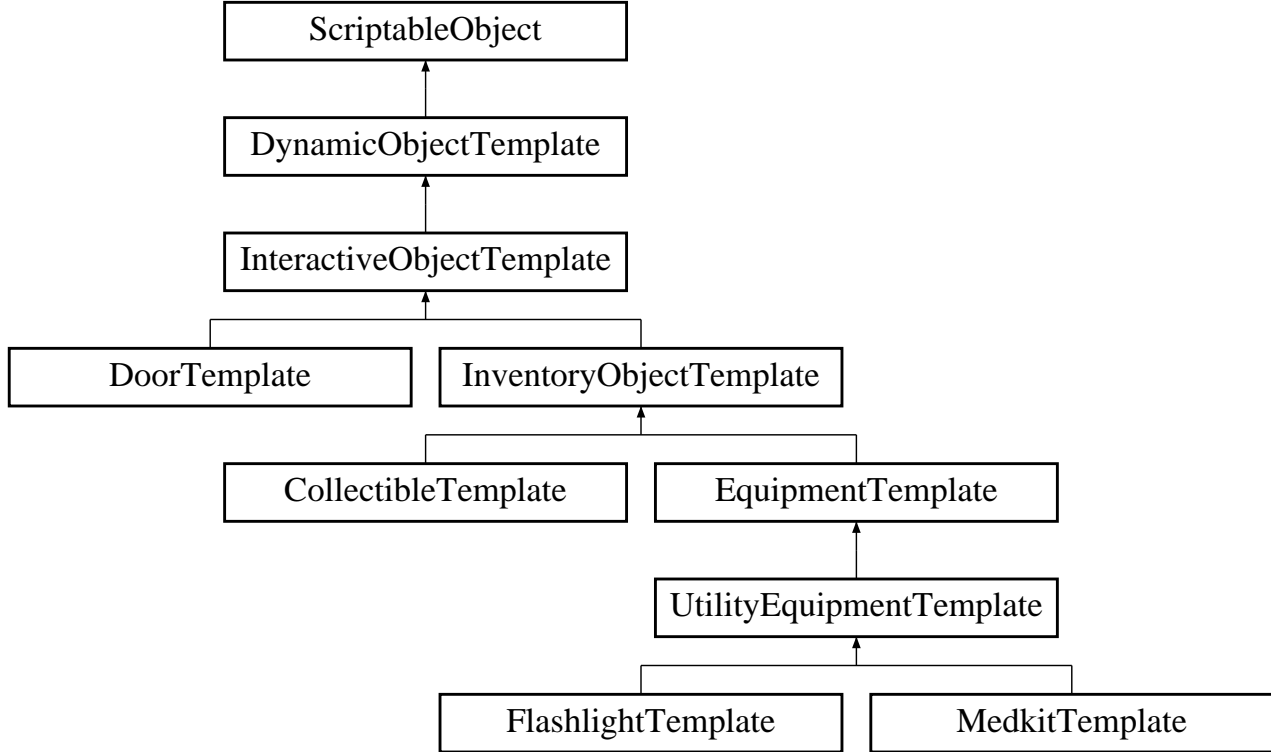 ScriptableObject
DynamicObjectTemplate
InteractiveObjectTemplate
DoorTemplate
InventoryObjectTemplate
CollectibleTemplate
EquipmentTemplate
UtilityEquipmentTemplate
FlashlightTemplate
MedkitTemplate